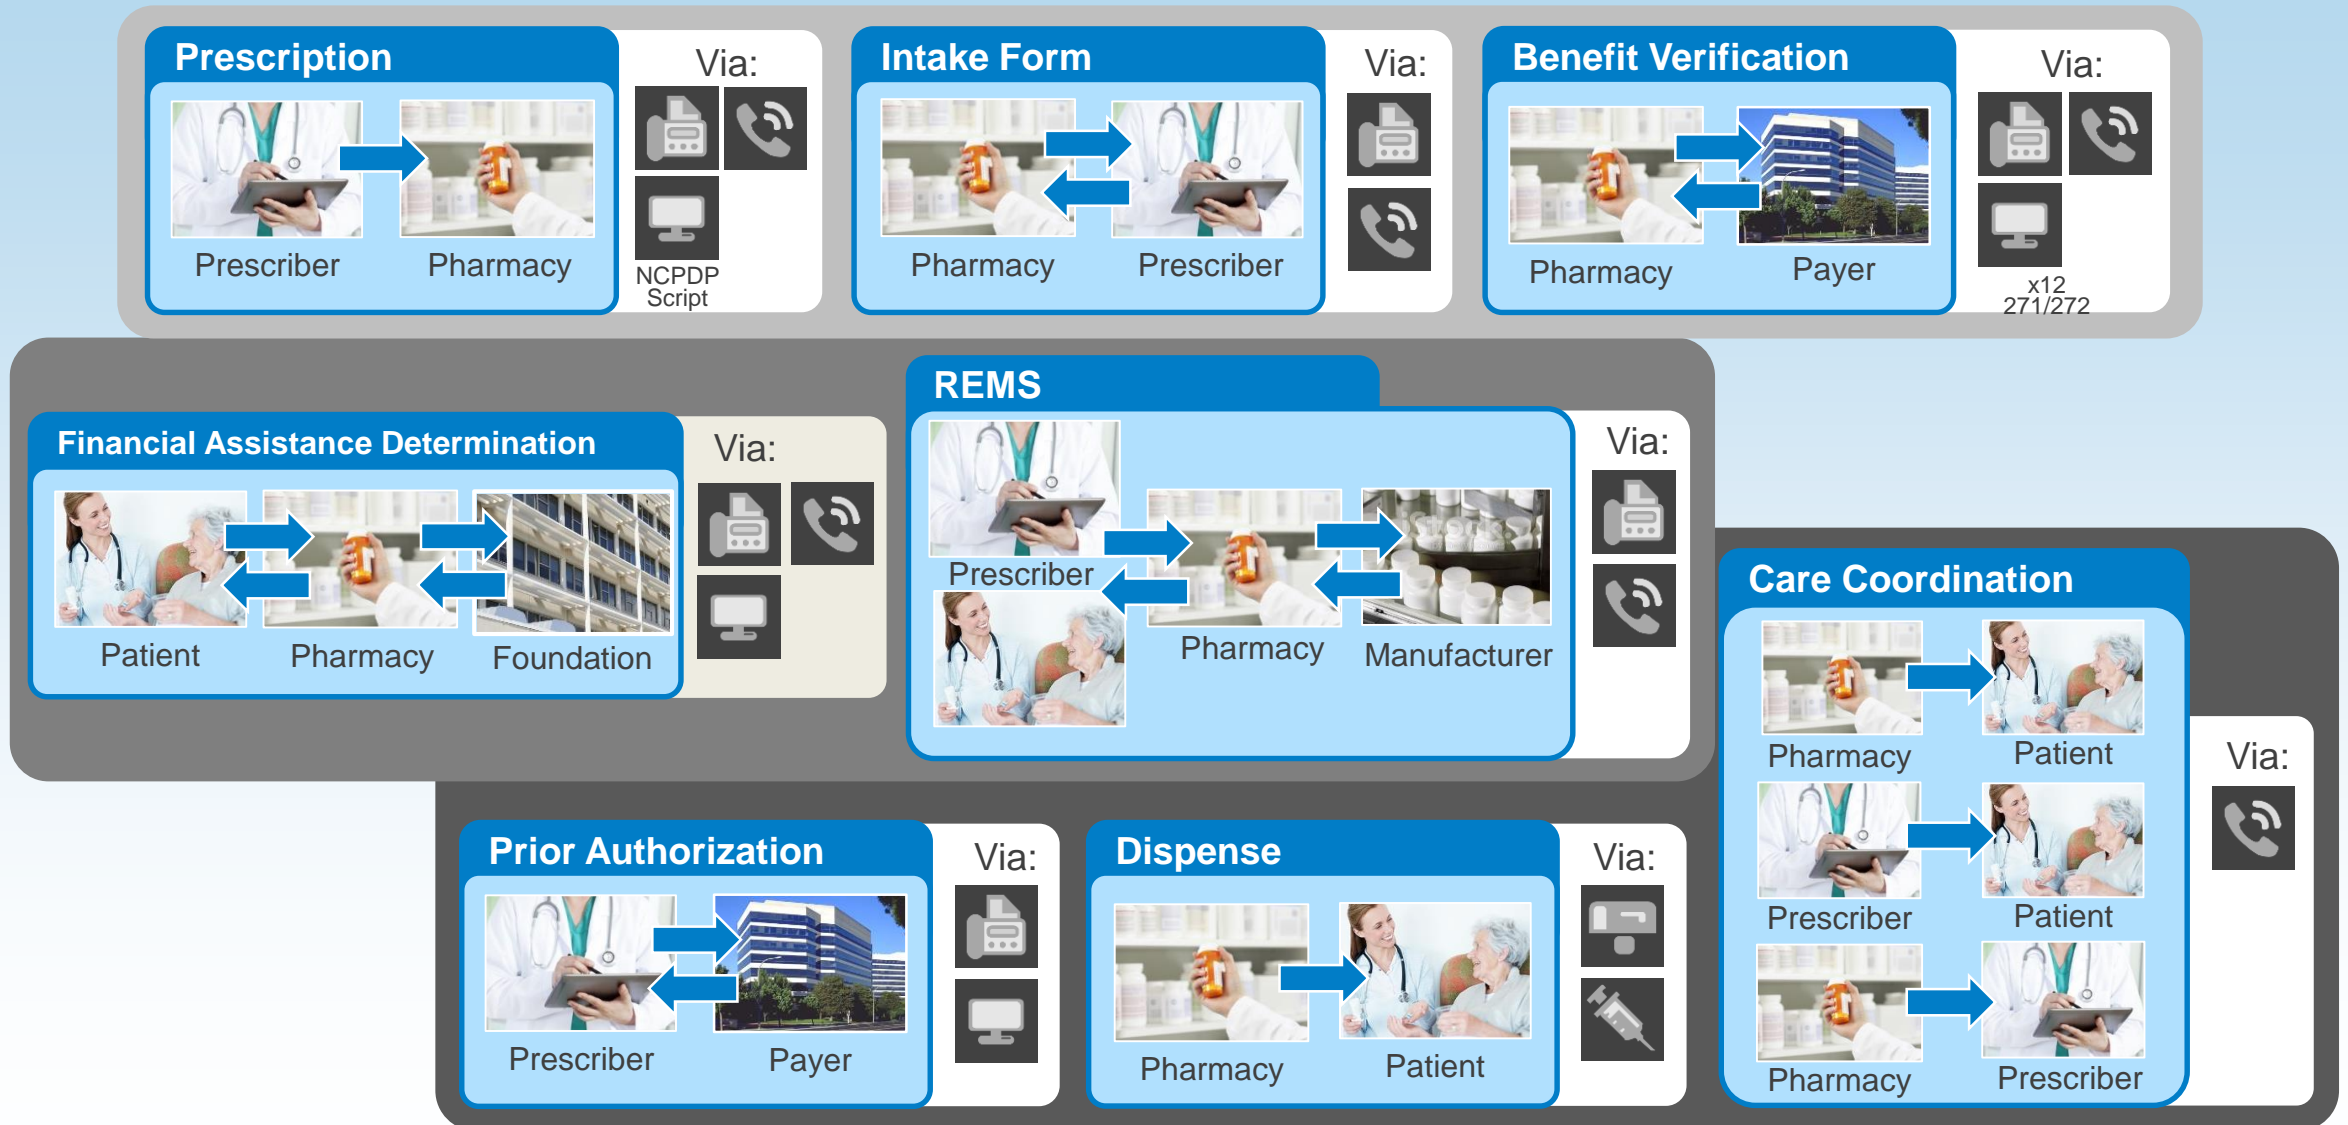 Prescription
Via:
Prescriber
Pharmacy
NCPDP
Script
Intake Form
Via:
Pharmacy
Prescriber
Benefit Verification
Via:
Pharmacy
Payer
x12
271/272
Financial Assistance Determination
Via:
Patient
Pharmacy
Foundation
REMS
Via:
Prescriber
Pharmacy
Manufacturer
Care Coordination
Via:
Pharmacy
Patient
Prescriber
Patient
Pharmacy
Prescriber
Prior Authorization
Via:
Prescriber
Payer
Dispense
Via:
Pharmacy
Patient